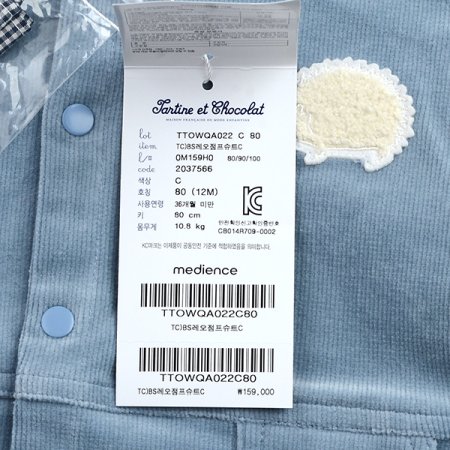 Tartine et Chocolat
MAISON FRANÇAISE DE MODE ENFANTINE
lot TTOWQA022 C 80
item TC)BS레오점프슈트C
l/# 0M159H0 80/90/100
code 2037566
색상 C
호칭 80 (12M)
사용연령 36개월 미만
키 80 cm
몸무게 10.8 kg
안전확인신고확인증번호
CB014R709-0002
KC마크는 이제품이 공통안전 기준에 적합하였음을 의미합니다.
medience
TTOWQA022C80
TC)BS레오점프슈트C
TTOWQA022C80
TC)BS레오점프슈트C ₩159,000